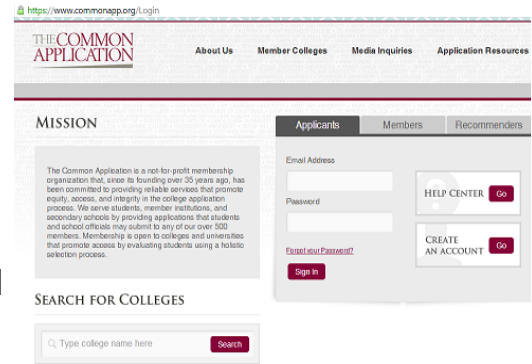 https://www.commonapp.org/Login
THE COMMON
APPLICATION
About Us Member Colleges Media Inquiries Application Resources
MISSION
Applicants Members Recommenders
The Common Application is a not-for-profit membership
organization that, since its founding over 35 years ago, has
been committed to providing reliable services that promote
equity, access, and integrity in the college application
process. We serve students, member institutions, and
secondary schools by providing applications that students
and school officials may submit to any of our over 500
members. Membership is open to colleges and universities
that promote access by evaluating students using a holistic
selection process.
Email Address
Password
Forgot your Password?
Sign In
HELP CENTER Go
CREATE
AN ACCOUNT Go
SEARCH FOR COLLEGES
Type college name here Search